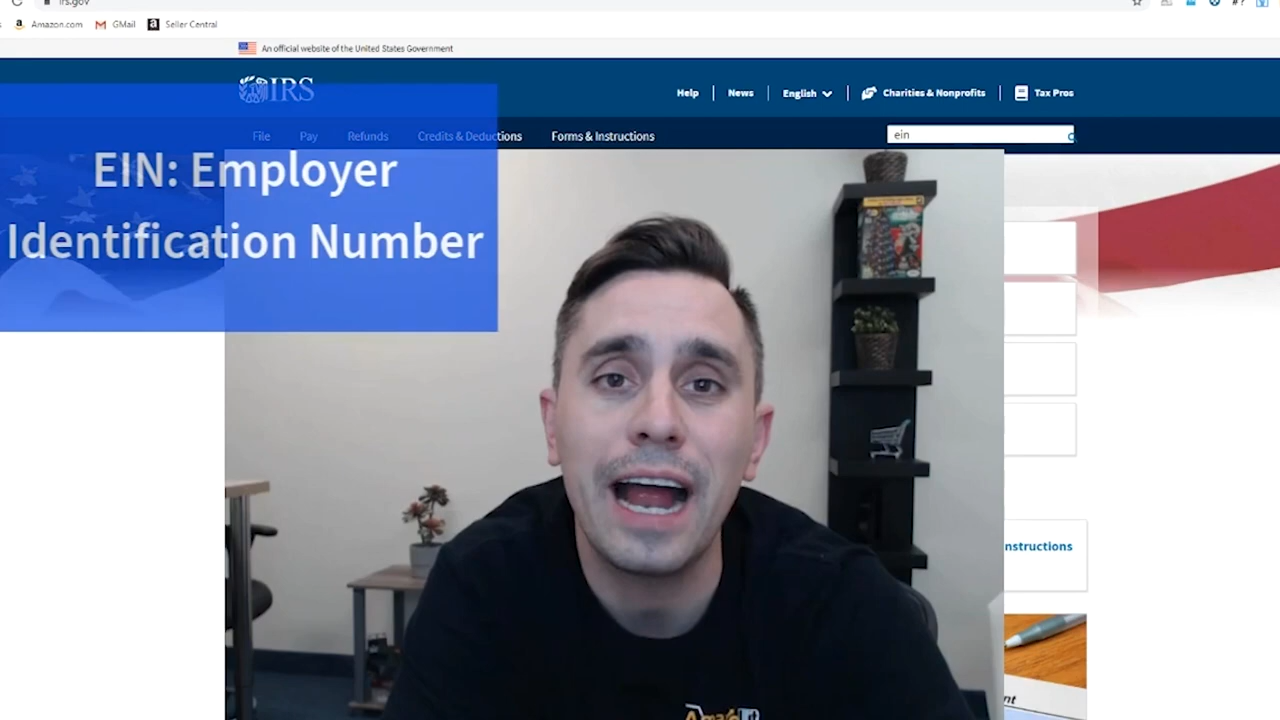 irs.gov
Amazon.com GMail Seller Central
An official website of the United States Government
IRS
Help News English Charities & Nonprofits Tax Pros
File Pay Refunds Credits & Deductions Forms & Instructions
ein
EIN: Employer
Identification Number
nstructions
nt